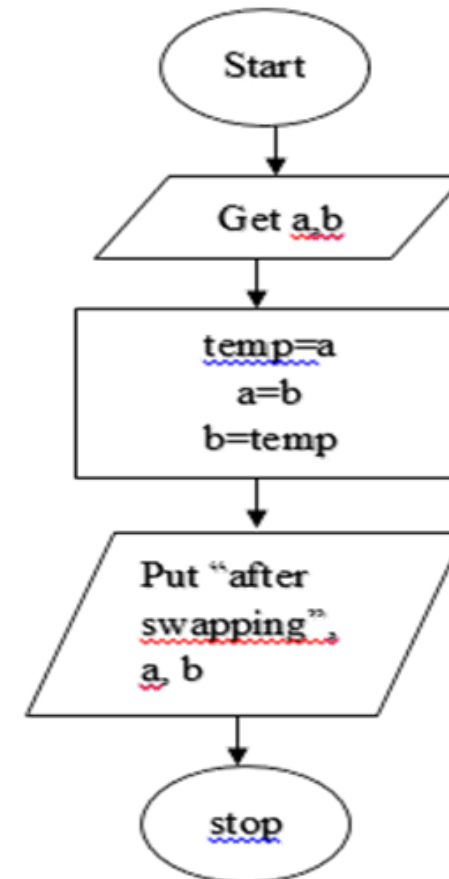 Start
Get a,b
temp=a
a=b
b=temp
Put “after
swapping”,
a, b
stop